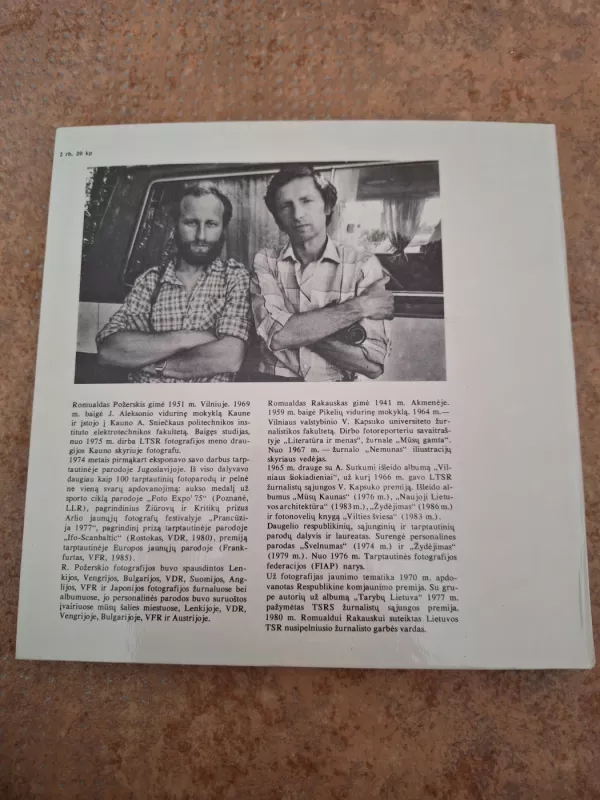 2 rb. 20 kp
Romualdas Požerskis gimė 1951 m. Vilniuje. 1969
m. baigė J. Aleksonio vidurinę mokyklą Kaune
ir įstojo į Kauno A. Sniečkaus politechnikos ins-
tituto elektrotechnikos fakultetą. Baigęs studijas,
nuo 1975 m. dirba LTSR fotografijos meno drau-
gijos Kauno skyriuje fotografu.
1974 metais pirmąkart eksponavo savo darbus tarp-
tautinėje parodoje Jugoslavijoje. Iš viso dalyvavo
daugiau kaip 100 tarptautinių fotoparodų ir pelnė
ne vieną svarų apdovanojimą: aukso medalį už
sporto ciklą parodoje „Foto Expo'75“ (Poznanė,
LLR), pagrindinius Žiūrovų ir Kritikų prizus
Arlio jaunųjų fotografų festivalyje „Prancūzi-
ja 1977“, pagrindinį prizą tarptautinėje parodoje
„Ifo-Scanbaltic“ (Rostokas, VDR, 1980), premiją
tarptautinėje Europos jaunųjų parodoje (Frank-
furtas, VFR, 1985).
R. Požerskio fotografijos buvo spausdintos Len-
kijos, Vengrijos, Bulgarijos, VDR, Suomijos, Ang-
lijos, VFR ir Japonijos fotografijos žurnaluose bei
albumuose, jo personalinės parodos buvo suruoštos
įvairiuose mūsų šalies miestuose, Lenkijoje, VDR,
Vengrijoje, Bulgarijoje, VFR ir Austrijoje.
Romualdas Rakauskas gimė 1941 m. Akmenėje.
1959 m. baigė Pikelių vidurinę mokyklą, 1964 m.—
Vilniaus valstybinio V. Kapsuko universiteto žur-
nalistikos fakultetą. Dirbo fotoreporteriu savaitraš-
tyje „Literatūra ir menas“, žurnale „Mūsų gamta“.
Nuo 1967 m. — žurnalo „Nemunas“ iliustracijų
skyriaus vedėjas.
1965 m. drauge su A. Sutkumi išleido albumą „Vil-
niaus šiokiadieniai“, už kurį 1966 m. gavo LTSR
žurnalistų sąjungos V. Kapsuko premiją. Išleido al-
bumus „Mūsų Kaunas“ (1976 m.), „Naujoji Lietu-
vos architektūra“ (1983 m.), „Žydėjimas“ (1986 m.)
ir fotonovelių knygą „Vilties šviesa“ (1983 m.).
Daugelio respublikinių, sąjunginių ir tarptautinių
parodų dalyvis ir laureatas. Surengė personalines
parodas „Švelnumas“ (1974 m.) ir „Žydėjimas“
(1979 m.). Nuo 1976 m. Tarptautinės fotografijos
federacijos (FIAP) narys.
Už fotografijas jaunimo tematika 1970 m. apdo-
vanotas Respublikine komjaunimo premija. Su gru-
pe autorių už albumą „Tarybų Lietuva“ 1977 m.
pažymėtas TSRS žurnalistų sąjungos premija.
1980 m. Romualdui Rakauskui suteiktas Lietuvos
TSR nusipelniusio žurnalisto garbės vardas.